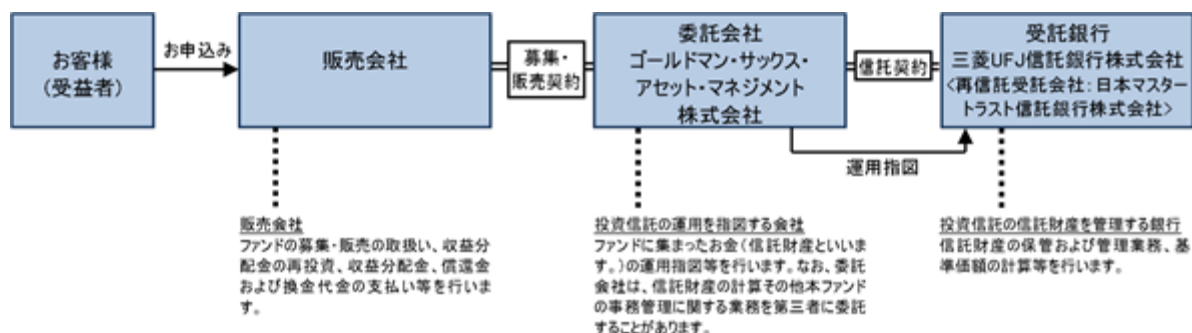 お客様
(受益者)
お申込み
販売会社
募集・
販売契約
委託会社
ゴールドマン・サックス・
アセット・マネジメント
株式会社
信託契約
受託銀行
三菱UFJ信託銀行株式会社
<再信託受託会社:日本マスター
トラスト信託銀行株式会社>
運用指図
販売会社
ファンドの募集・販売の取扱い、収益分
配金の再投資、収益分配金、償還金
および換金代金の支払い等を行いま
す。
投資信託の運用を指図する会社
ファンドに集まったお金(信託財産といいま
す。)の運用指図等を行います。なお、委託
会社は、信託財産の計算その他本ファンド
の事務管理に関する業務を第三者に委託
することがあります。
投資信託の信託財産を管理する銀行
信託財産の保管および管理業務、基
準価額の計算等を行います。